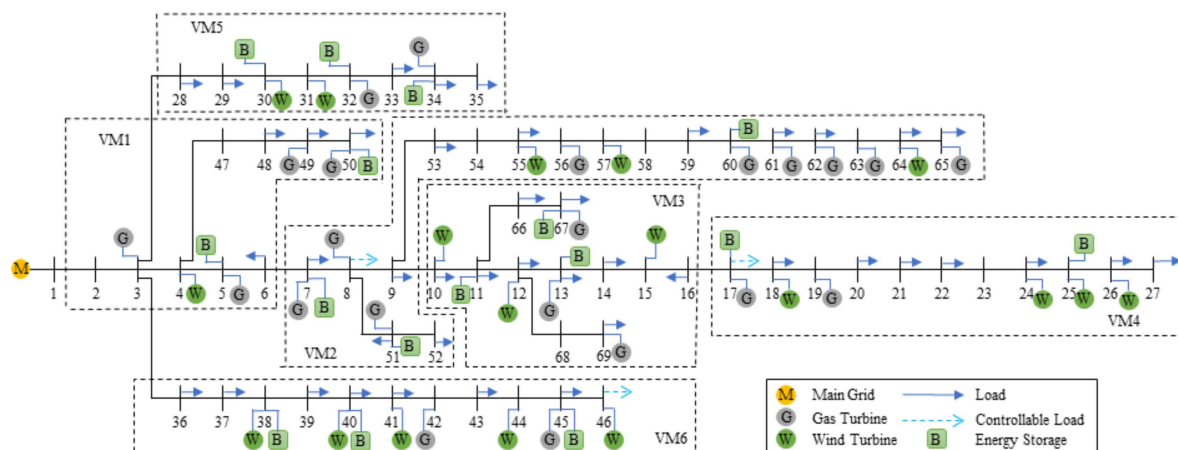 VM5
G
B
B
28 29 30 W 31 W 32 G 33 B 34 35
VM1
B
47 48 G 49 G 50 B
53 54 55 W 56 G 57 W 58 59 60 G 61 G 62 G 63 G 64 W 65 G
VM3
66 B 67 G
G
B
G
W
B
W
B
B
M
1 2 3 4 W 5 G 6 G 7 B 8 9 10 B 11 W 12 G 13 14 15 16 17 G 18 W 19 G 20 21 22 23 24 W 25 W 26 W 27
G
VM2
51 B 52
68 69 G
VM4
36 37 W 38 B 39 W 40 B 41 W 42 G 43 44 W 45 G B 46 W
VM6
M Main Grid Load
G Gas Turbine Controllable Load
W Wind Turbine B Energy Storage